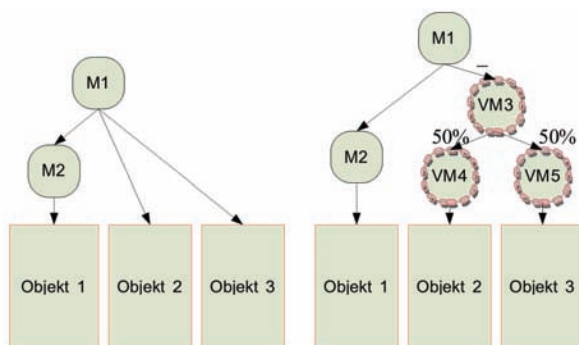 M1
M2
Objekt 1
Objekt 2
Objekt 3
M1
–
VM3
50%
50%
M2
VM4
VM5
Objekt 1
Objekt 2
Objekt 3